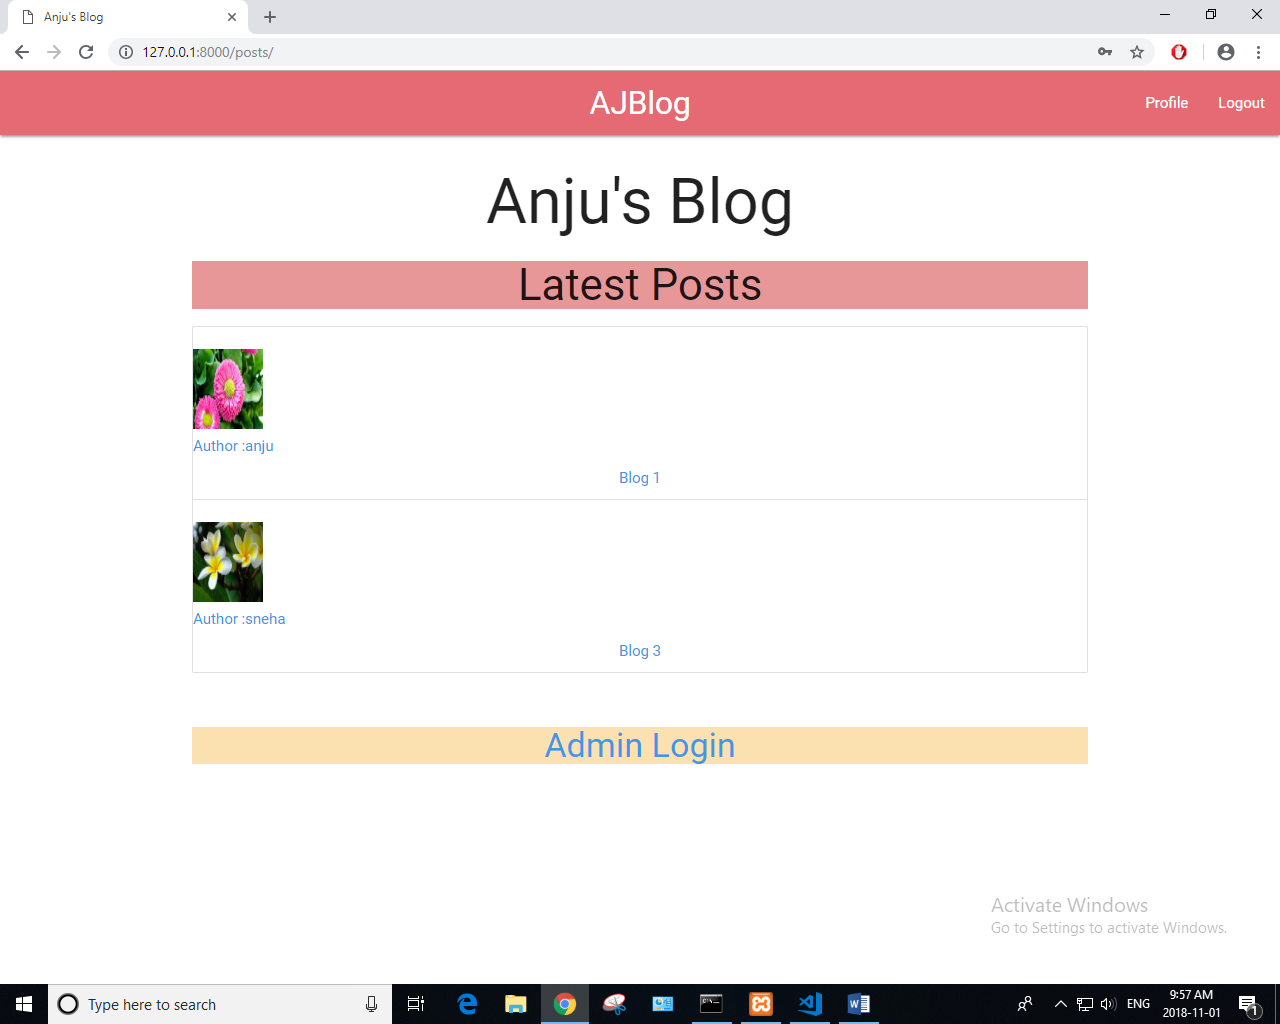 Anju's Blog
127.0.0.1:8000/posts/
AJBlog
Profile
Logout
Anju's Blog
Latest Posts
Author :anju
Blog 1
Author :sneha
Blog 3
Admin Login
Activate Windows
Go to Settings to activate Windows.
Type here to search
ENG
9:57 AM
2018-11-01
1